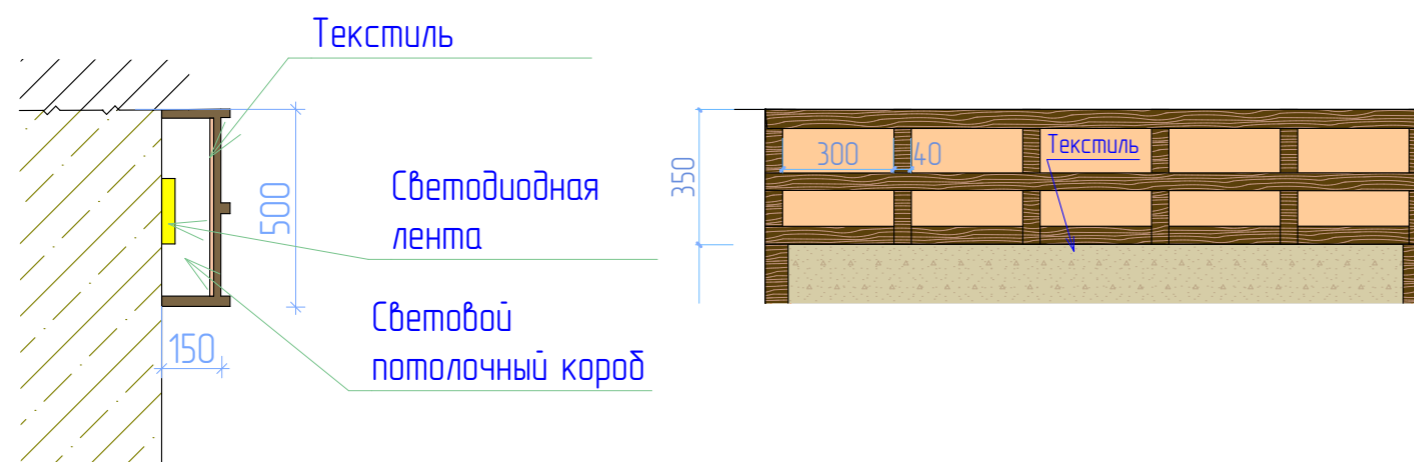 Текстиль
Светодиодная
лента
500
Световой
потолочный короб
150
350
300
40
Текстиль